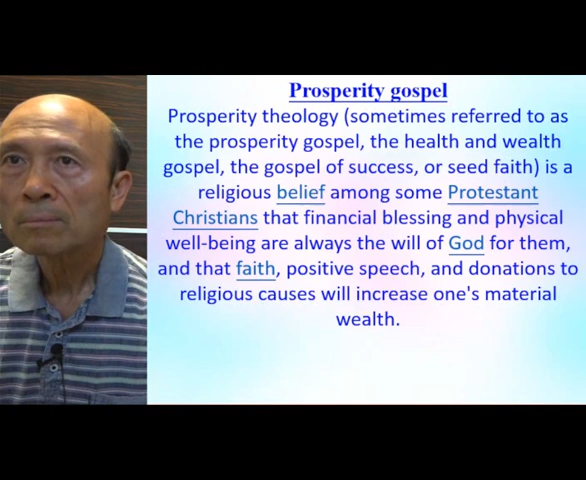 Prosperity gospel
Prosperity theology (sometimes referred to as
the prosperity gospel, the health and wealth
gospel, the gospel of success, or seed faith) is a
religious belief among some Protestant
Christians that financial blessing and physical
well-being are always the will of God for them,
and that faith, positive speech, and donations to
religious causes will increase one's material
wealth.